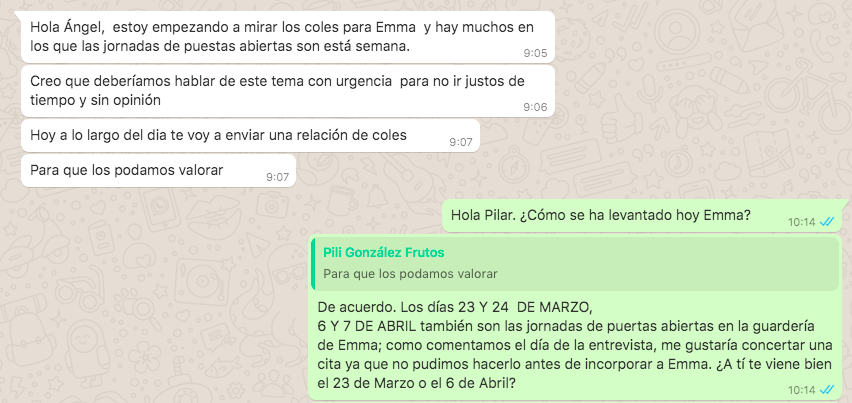 Hola Ángel,  estoy empezando a mirar los coles para Emma  y hay muchos en
los que las jornadas de puestas abiertas son está semana.
9:05
Creo que deberíamos hablar de este tema con urgencia  para no ir justos de
tiempo y sin opinión
9:06
Hoy a lo largo del dia te voy a enviar una relación de coles
9:07
Para que los podamos valorar
9:07
Hola Pilar. ¿Cómo se ha levantado hoy Emma?
10:14
Pili González Frutos
Para que los podamos valorar
De acuerdo. Los días 23 Y 24  DE MARZO,
6 Y 7 DE ABRIL también son las jornadas de puertas abiertas en la guardería
de Emma; como comentamos el día de la entrevista, me gustaría concertar una
cita ya que no pudimos hacerlo antes de incorporar a Emma. ¿A tí te viene bien
el 23 de Marzo o el 6 de Abril?
10:14